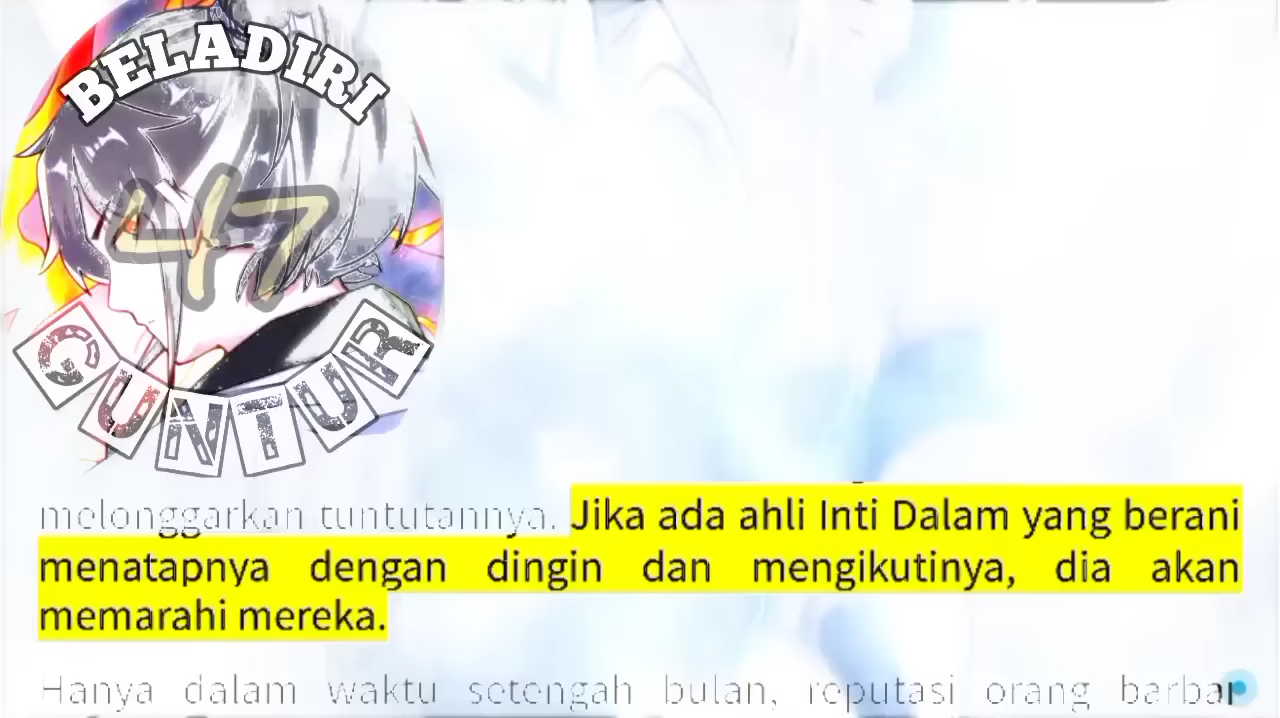 BELADIRI
47
GUNTUR
melonggarkan tuntutannya. Jika ada ahli Inti Dalam yang berani
menatapnya dengan dingin dan mengikutinya, dia akan
memarahi mereka.
Hanya dalam waktu setengah bulan, reputasi orang barbar